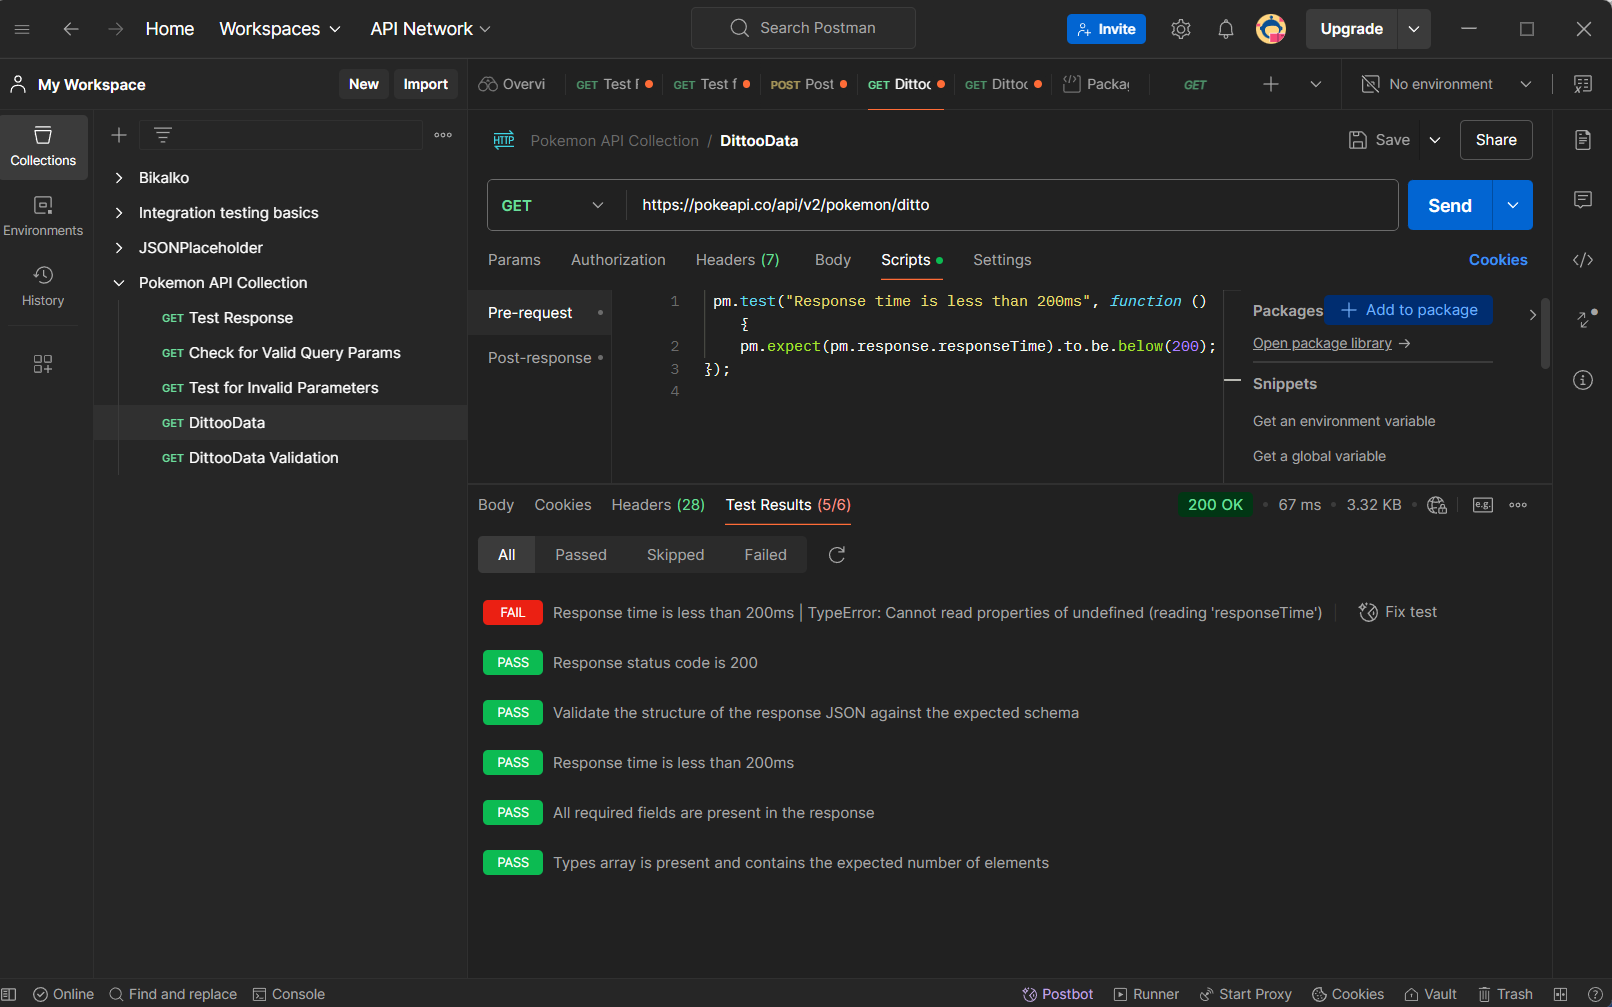 Home Workspaces API Network Search Postman Invite Upgrade
My Workspace New Import Overvi GET Test f GET Test f POST Post GET Dittoo GET Dittoo Packag GET No environment
Collections
Environments
History
Bikalko
Integration testing basics
JSONPlaceholder
Pokemon API Collection
GET Test Response
GET Check for Valid Query Params
GET Test for Invalid Parameters
GET DittooData
GET DittooData Validation
HTTP Pokemon API Collection / DittooData Save Share
GET https://pokeapi.co/api/v2/pokemon/ditto Send
Params Authorization Headers (7) Body Scripts Settings Cookies
Pre-request
Post-response
1 pm.test("Response time is less than 200ms", function ()
{
2 pm.expect(pm.response.responseTime).to.be.below(200);
3 });
4
Packages Add to package
Open package library →
Snippets
Get an environment variable
Get a global variable
Body Cookies Headers (28) Test Results (5/6) 200 OK • 67 ms • 3.32 KB e.g.
All Passed Skipped Failed
FAIL Response time is less than 200ms | TypeError: Cannot read properties of undefined (reading 'responseTime') Fix test
PASS Response status code is 200
PASS Validate the structure of the response JSON against the expected schema
PASS Response time is less than 200ms
PASS All required fields are present in the response
PASS Types array is present and contains the expected number of elements
Online Find and replace Console Postbot Runner Start Proxy Cookies Vault Trash